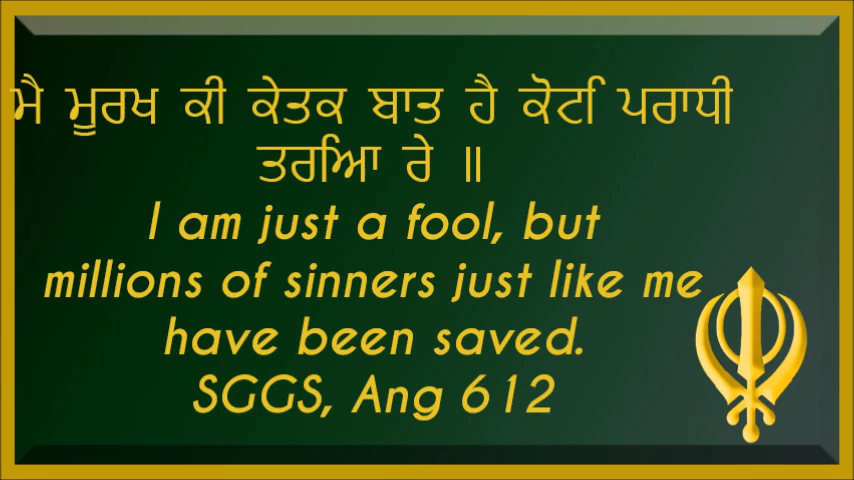 ਮੈ ਮੂਰਖ ਕੀ ਕੇਤਕ ਬਾਤ ਹੈ ਕੋਟਿ ਪਰਾਧੀ
ਤਰਿਆ ਰੇ ॥
I am just a fool, but
millions of sinners just like me
have been saved.
SGGS, Ang 612